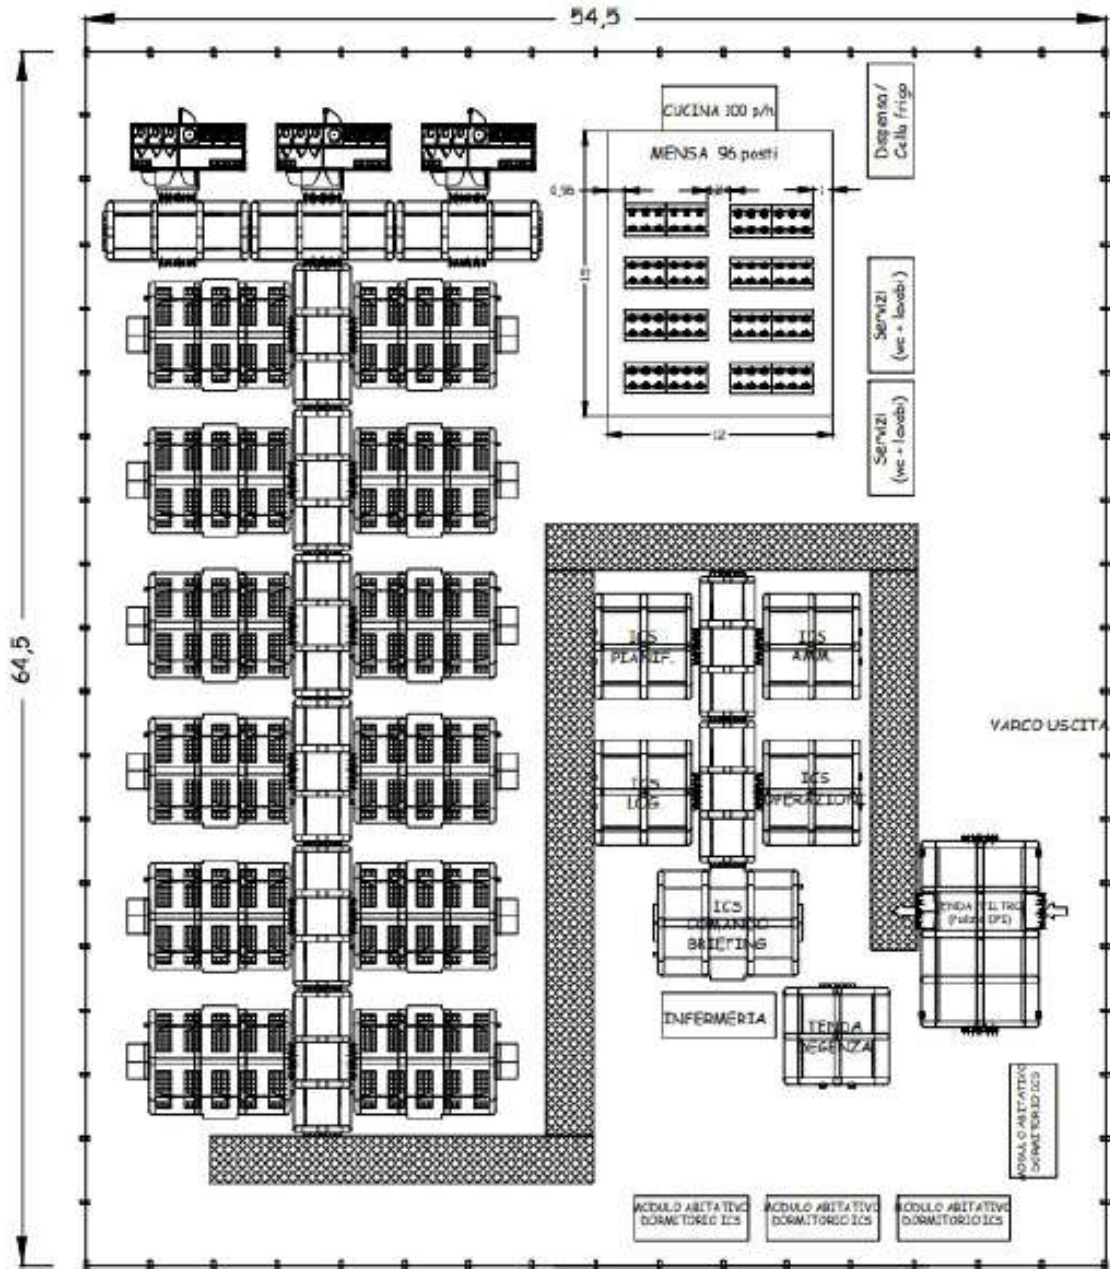 54,5
64,5
CUCINA 100 p/h
MENSA 96 posti
0,96
2
1
15
12
Dispensa/
Cella frigo
Servizi
(wc + lavabi)
Servizi
(wc + lavabi)
ICS
PIANIF.
ICS
AMM.
VARCO USCITA
ICS
LOG
ICS
OPERAZIONI
ICS
COMANDO
BRIEFING
TENDA FILTRO
INFERMERIA
TENDA
DEGENZA
MODULO ABITATIVO
DORMITORIO ICS
MODULO ABITATIVO
DORMITORIO ICS
MODULO ABITATIVO
DORMITORIO ICS
MODULO ABITATIVO
DORMITORIO ICS